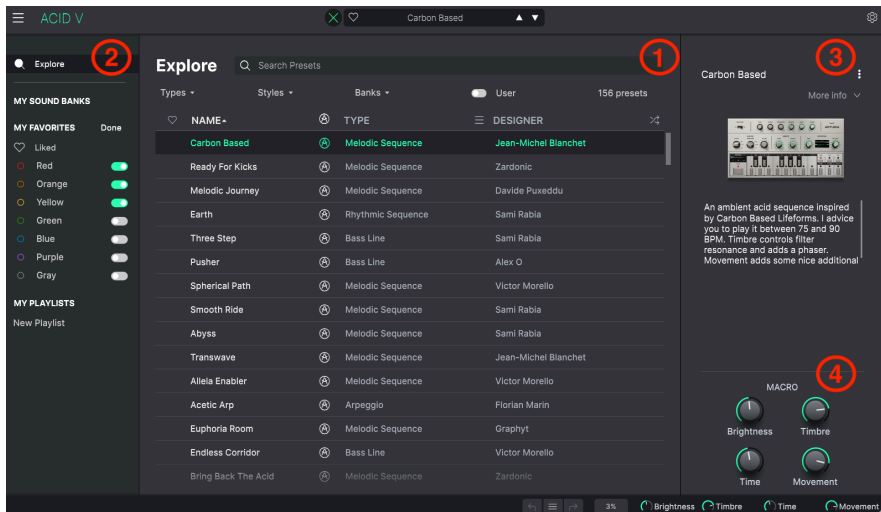 ACID V
Carbon Based
Explore
2
MY SOUND BANKS
MY FAVORITES Done
Liked
Red
Orange
Yellow
Green
Blue
Purple
Gray
MY PLAYLISTS
New Playlist
Explore
Search Presets
1
Types Styles Banks User 156 presets
NAME TYPE DESIGNER
Carbon Based Melodic Sequence Jean-Michel Blanchet
Ready For Kicks Melodic Sequence Zardonic
Melodic Journey Melodic Sequence Davide Puxeddu
Earth Rhythmic Sequence Sami Rabia
Three Step Bass Line Sami Rabia
Pusher Bass Line Alex O
Spherical Path Melodic Sequence Victor Morello
Smooth Ride Melodic Sequence Sami Rabia
Abyss Melodic Sequence Sami Rabia
Transwave Melodic Sequence Jean-Michel Blanchet
Allela Enabler Melodic Sequence Victor Morello
Acetic Arp Arpeggio Florian Marin
Euphoria Room Melodic Sequence Graphyt
Endless Corridor Bass Line Victor Morello
Bring Back The Acid Melodic Sequence Zardonic
3
Carbon Based
More info
An ambient acid sequence inspired
by Carbon Based Lifeforms. I advice
you to play it between 75 and 90
BPM. Timbre controls filter
resonance and adds a phaser.
Movement adds some nice additional
4
MACRO
Brightness Timbre
Time Movement
3% Brightness Timbre Time Movement